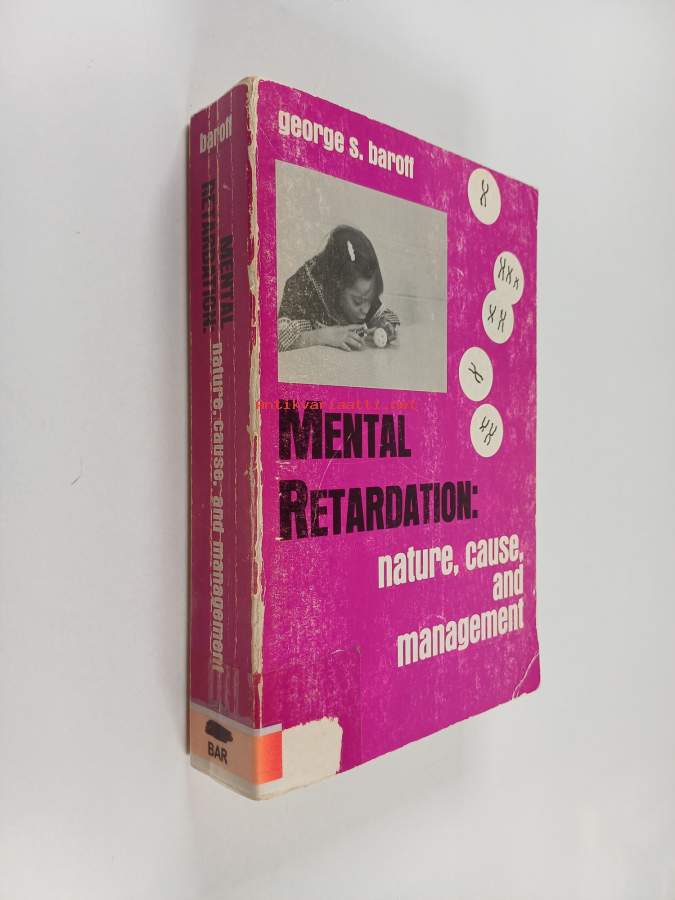 george s. baroff
MENTAL
RETARDATION:
nature, cause,
and
management
baroff
MENTAL
RETARDATION:
nature, cause, and management
BAR
antikvariaatti.net